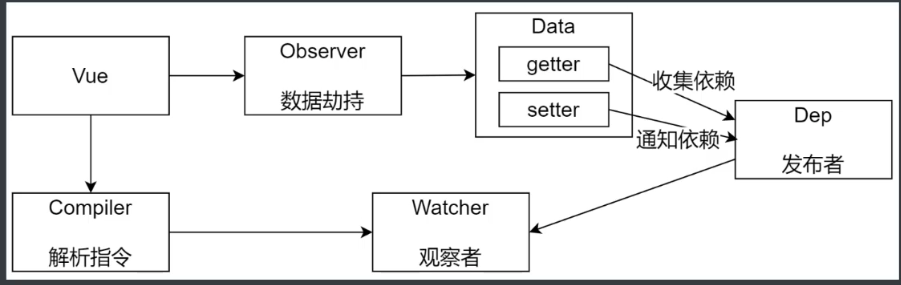 Vue
Observer
数据劫持
Data
getter
setter
收集依赖
通知依赖
Dep
发布者
Compiler
解析指令
Watcher
观察者